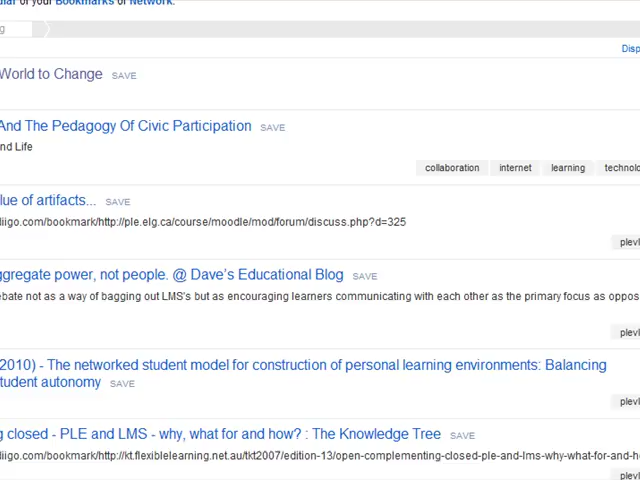 of your Bookmarks or Network.
g
Disp
World to Change SAVE
And The Pedagogy Of Civic Participation SAVE
nd Life
collaboration internet learning technolo
lue of artifacts... SAVE
liigo.com/bookmark/http://ple.elg.ca/course/moodle/mod/forum/discuss.php?d=325
plevl
ggregate power, not people. @ Dave's Educational Blog SAVE
ebate not as a way of bagging out LMS's but as encouraging learners communicating with each other as the primary focus as oppos
plevl
2010) - The networked student model for construction of personal learning environments: Balancing
tudent autonomy SAVE
plevl
g closed - PLE and LMS - why, what for and how? : The Knowledge Tree SAVE
liigo.com/bookmark/http://kt.flexiblelearning.net.au/tkt2007/edition-13/open-complementing-closed-ple-and-lms-why-what-for-and-h
plevl